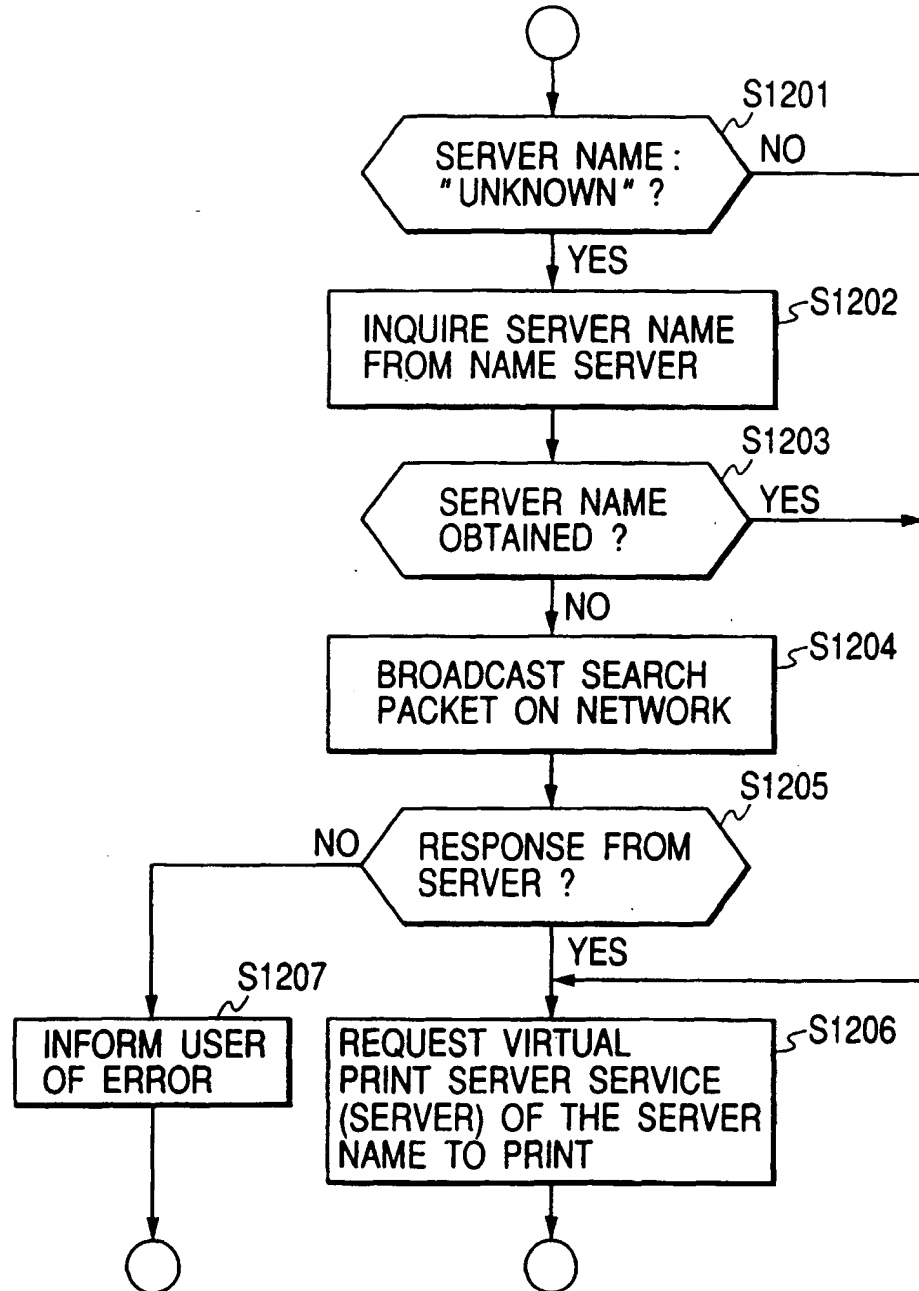 S1201
SERVER NAME :
"UNKNOWN" ?
NO
YES
S1202
INQUIRE SERVER NAME
FROM NAME SERVER
S1203
SERVER NAME
OBTAINED ?
YES
NO
S1204
BROADCAST SEARCH
PACKET ON NETWORK
S1205
NO
RESPONSE FROM
SERVER ?
YES
S1207
INFORM USER
OF ERROR
S1206
REQUEST VIRTUAL
PRINT SERVER SERVICE
(SERVER) OF THE SERVER
NAME TO PRINT